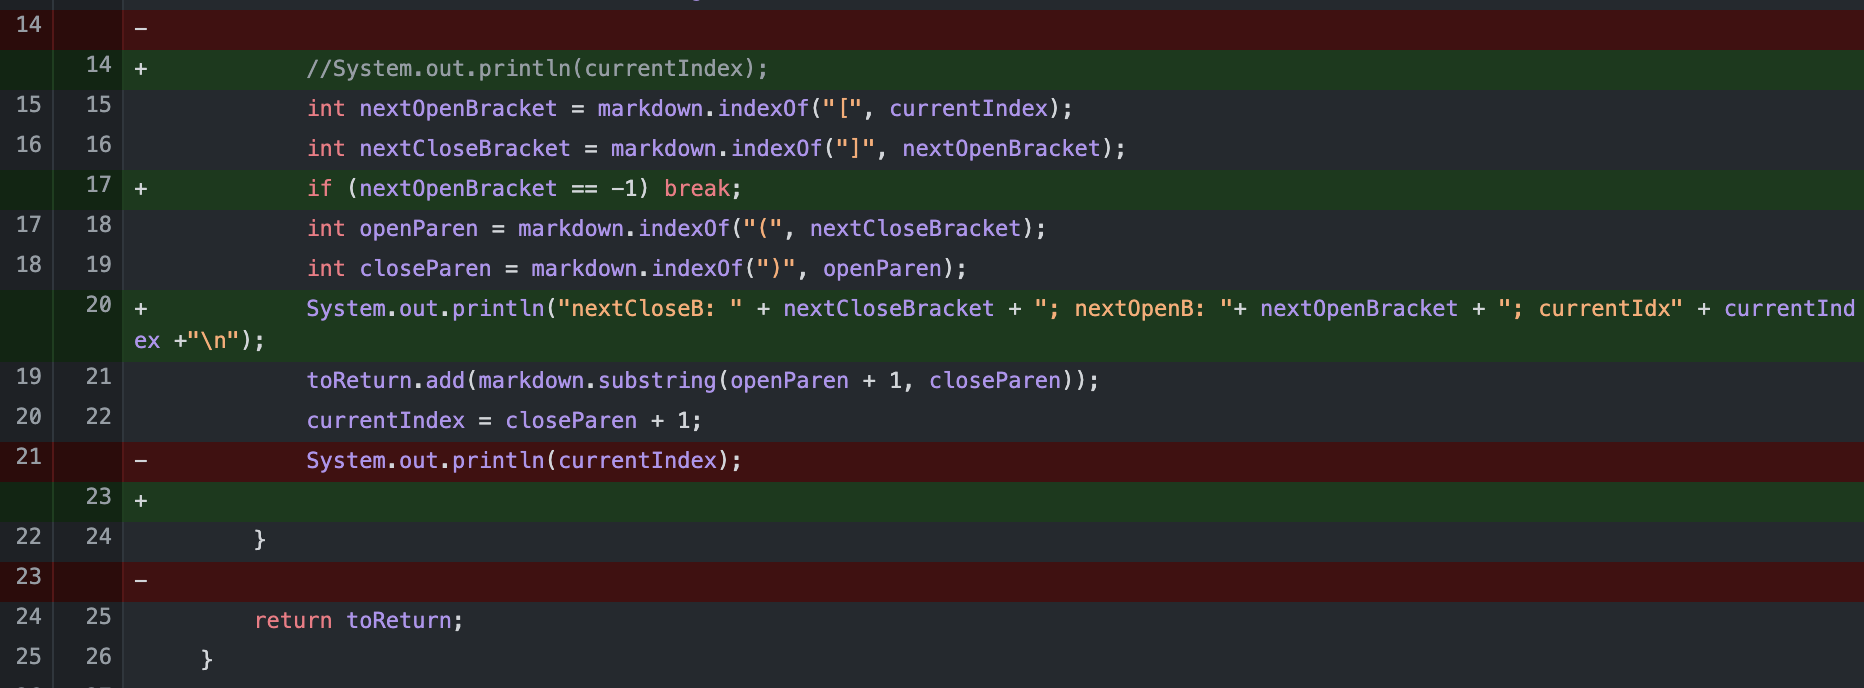 14 −
14 + //System.out.println(currentIndex);
15 15 int nextOpenBracket = markdown.indexOf("[", currentIndex);
16 16 int nextCloseBracket = markdown.indexOf("]", nextOpenBracket);
17 + if (nextOpenBracket == -1) break;
17 18 int openParen = markdown.indexOf("(", nextCloseBracket);
18 19 int closeParen = markdown.indexOf(")", openParen);
20 + System.out.println("nextCloseB: " + nextCloseBracket + "; nextOpenB: "+ nextOpenBracket + "; currentIdx" + currentInd
ex +"\n");
19 21 toReturn.add(markdown.substring(openParen + 1, closeParen));
20 22 currentIndex = closeParen + 1;
21 − System.out.println(currentIndex);
23 +
22 24 }
23 −
24 25 return toReturn;
25 26 }